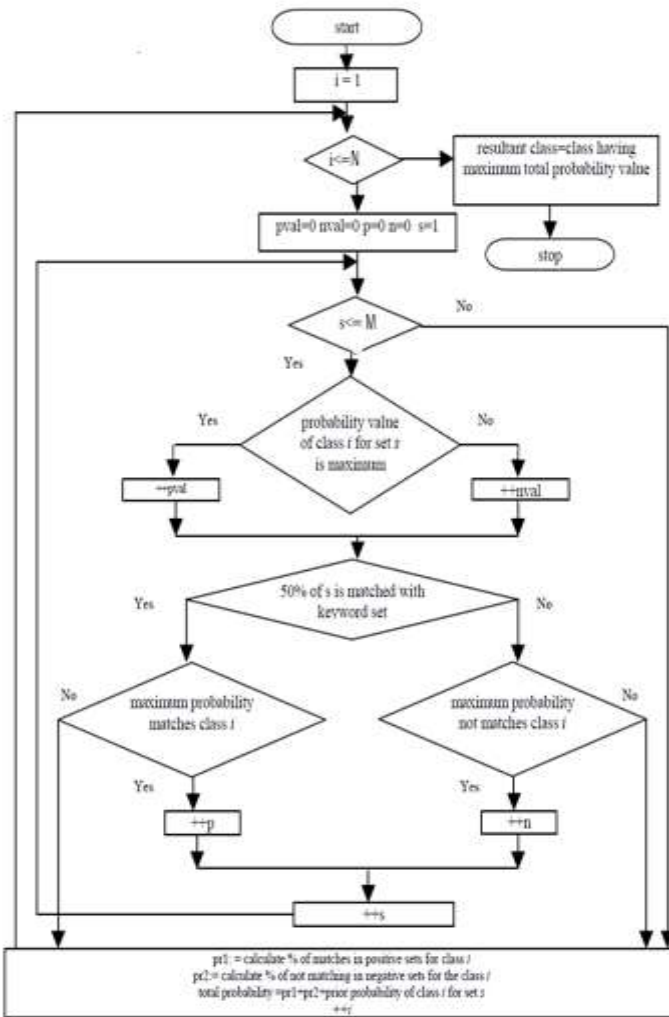 start
i = 1
i<=N
resultant class=class having
maximum total probability value
stop
pval=0 nval=0 p=0 n=0 s=1
s<= M
No
Yes
probability value
of class i for set s
is maximum
Yes
No
++pval
++nval
50% of s is matched with
keyword set
Yes
No
maximum probability
matches class i
No
maximum probability
not matches class i
No
Yes
Yes
++p
++n
++s
pr1: = calculate % of matches in positive sets for class i
pr2:= calculate % of not matching in negative sets for the class i
total probability =pr1+pr2+prior probability of class i for set s
++i